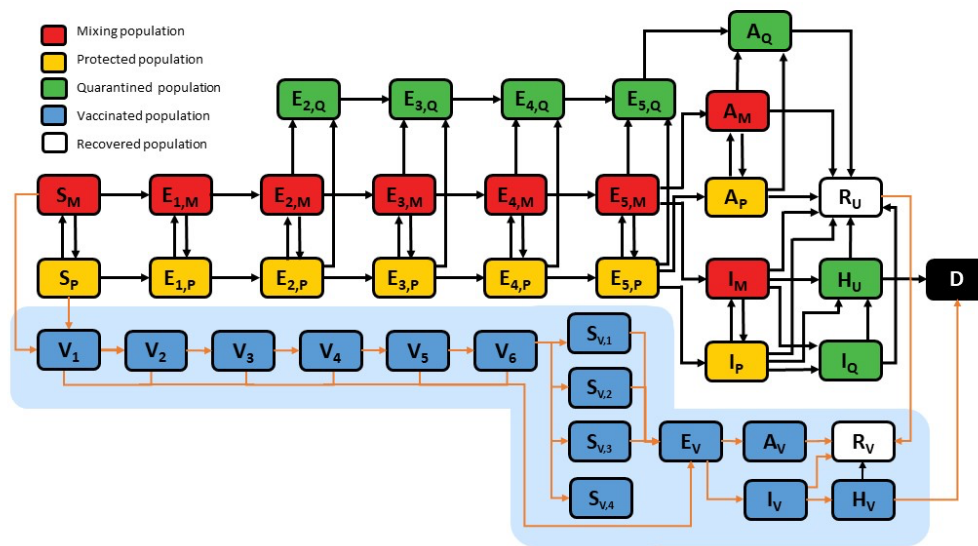 Mixing population
Protected population
Quarantined population
Vaccinated population
Recovered population
A_Q
E_2,Q E_3,Q E_4,Q E_5,Q
A_M
S_M E_1,M E_2,M E_3,M E_4,M E_5,M
A_P R_U
S_P E_1,P E_2,P E_3,P E_4,P E_5,P
I_M H_U D
I_P I_Q
V_1 V_2 V_3 V_4 V_5 V_6
S_V,1
S_V,2
S_V,3 E_V A_V R_V
S_V,4 I_V H_V